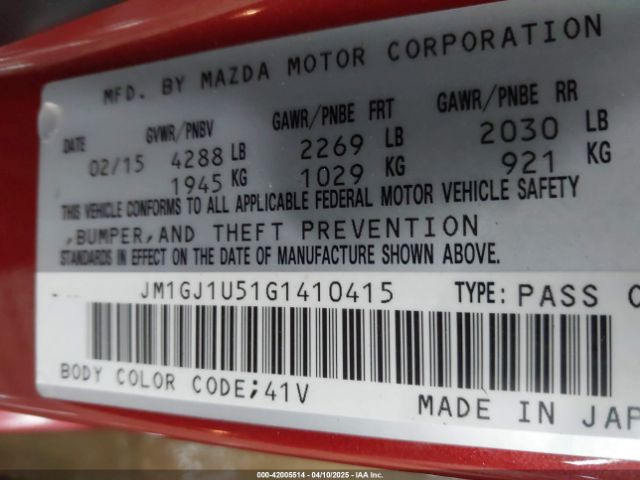 MFD. BY MAZDA MOTOR CORPORATION
DATE GVWR/PNBV GAWR/PNBE FRT GAWR/PNBE RR
02/15 4288 LB 2269 LB 2030 LB
1945 KG 1029 KG 921 KG
THIS VEHICLE CONFORMS TO ALL APPLICABLE FEDERAL MOTOR VEHICLE SAFETY
,BUMPER,AND THEFT PREVENTION
STANDARDS IN EFFECT ON THE DATE OF MANUFACTURE SHOWN ABOVE.
JM1GJ1U51G1410415 TYPE: PASS
BODY COLOR CODE;41V
MADE IN
000-42005514 - 04/10/2025 - IAA Inc.